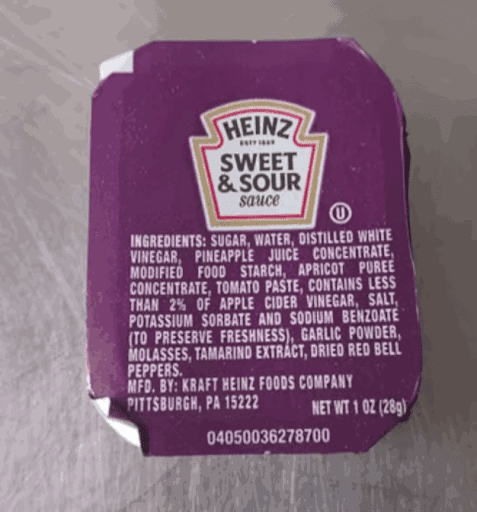 HEINZ
ESTD 1869
SWEET
& SOUR
sauce
U
INGREDIENTS: SUGAR, WATER, DISTILLED WHITE
VINEGAR, PINEAPPLE JUICE CONCENTRATE,
MODIFIED FOOD STARCH, APRICOT PUREE
CONCENTRATE, TOMATO PASTE, CONTAINS LESS
THAN 2% OF APPLE CIDER VINEGAR, SALT,
POTASSIUM SORBATE AND SODIUM BENZOATE
(TO PRESERVE FRESHNESS), GARLIC POWDER,
MOLASSES, TAMARIND EXTRACT, DRIED RED BELL
PEPPERS.
MFD. BY: KRAFT HEINZ FOODS COMPANY
PITTSBURGH, PA 15222
NET WT 1 OZ (28g)
04050036278700